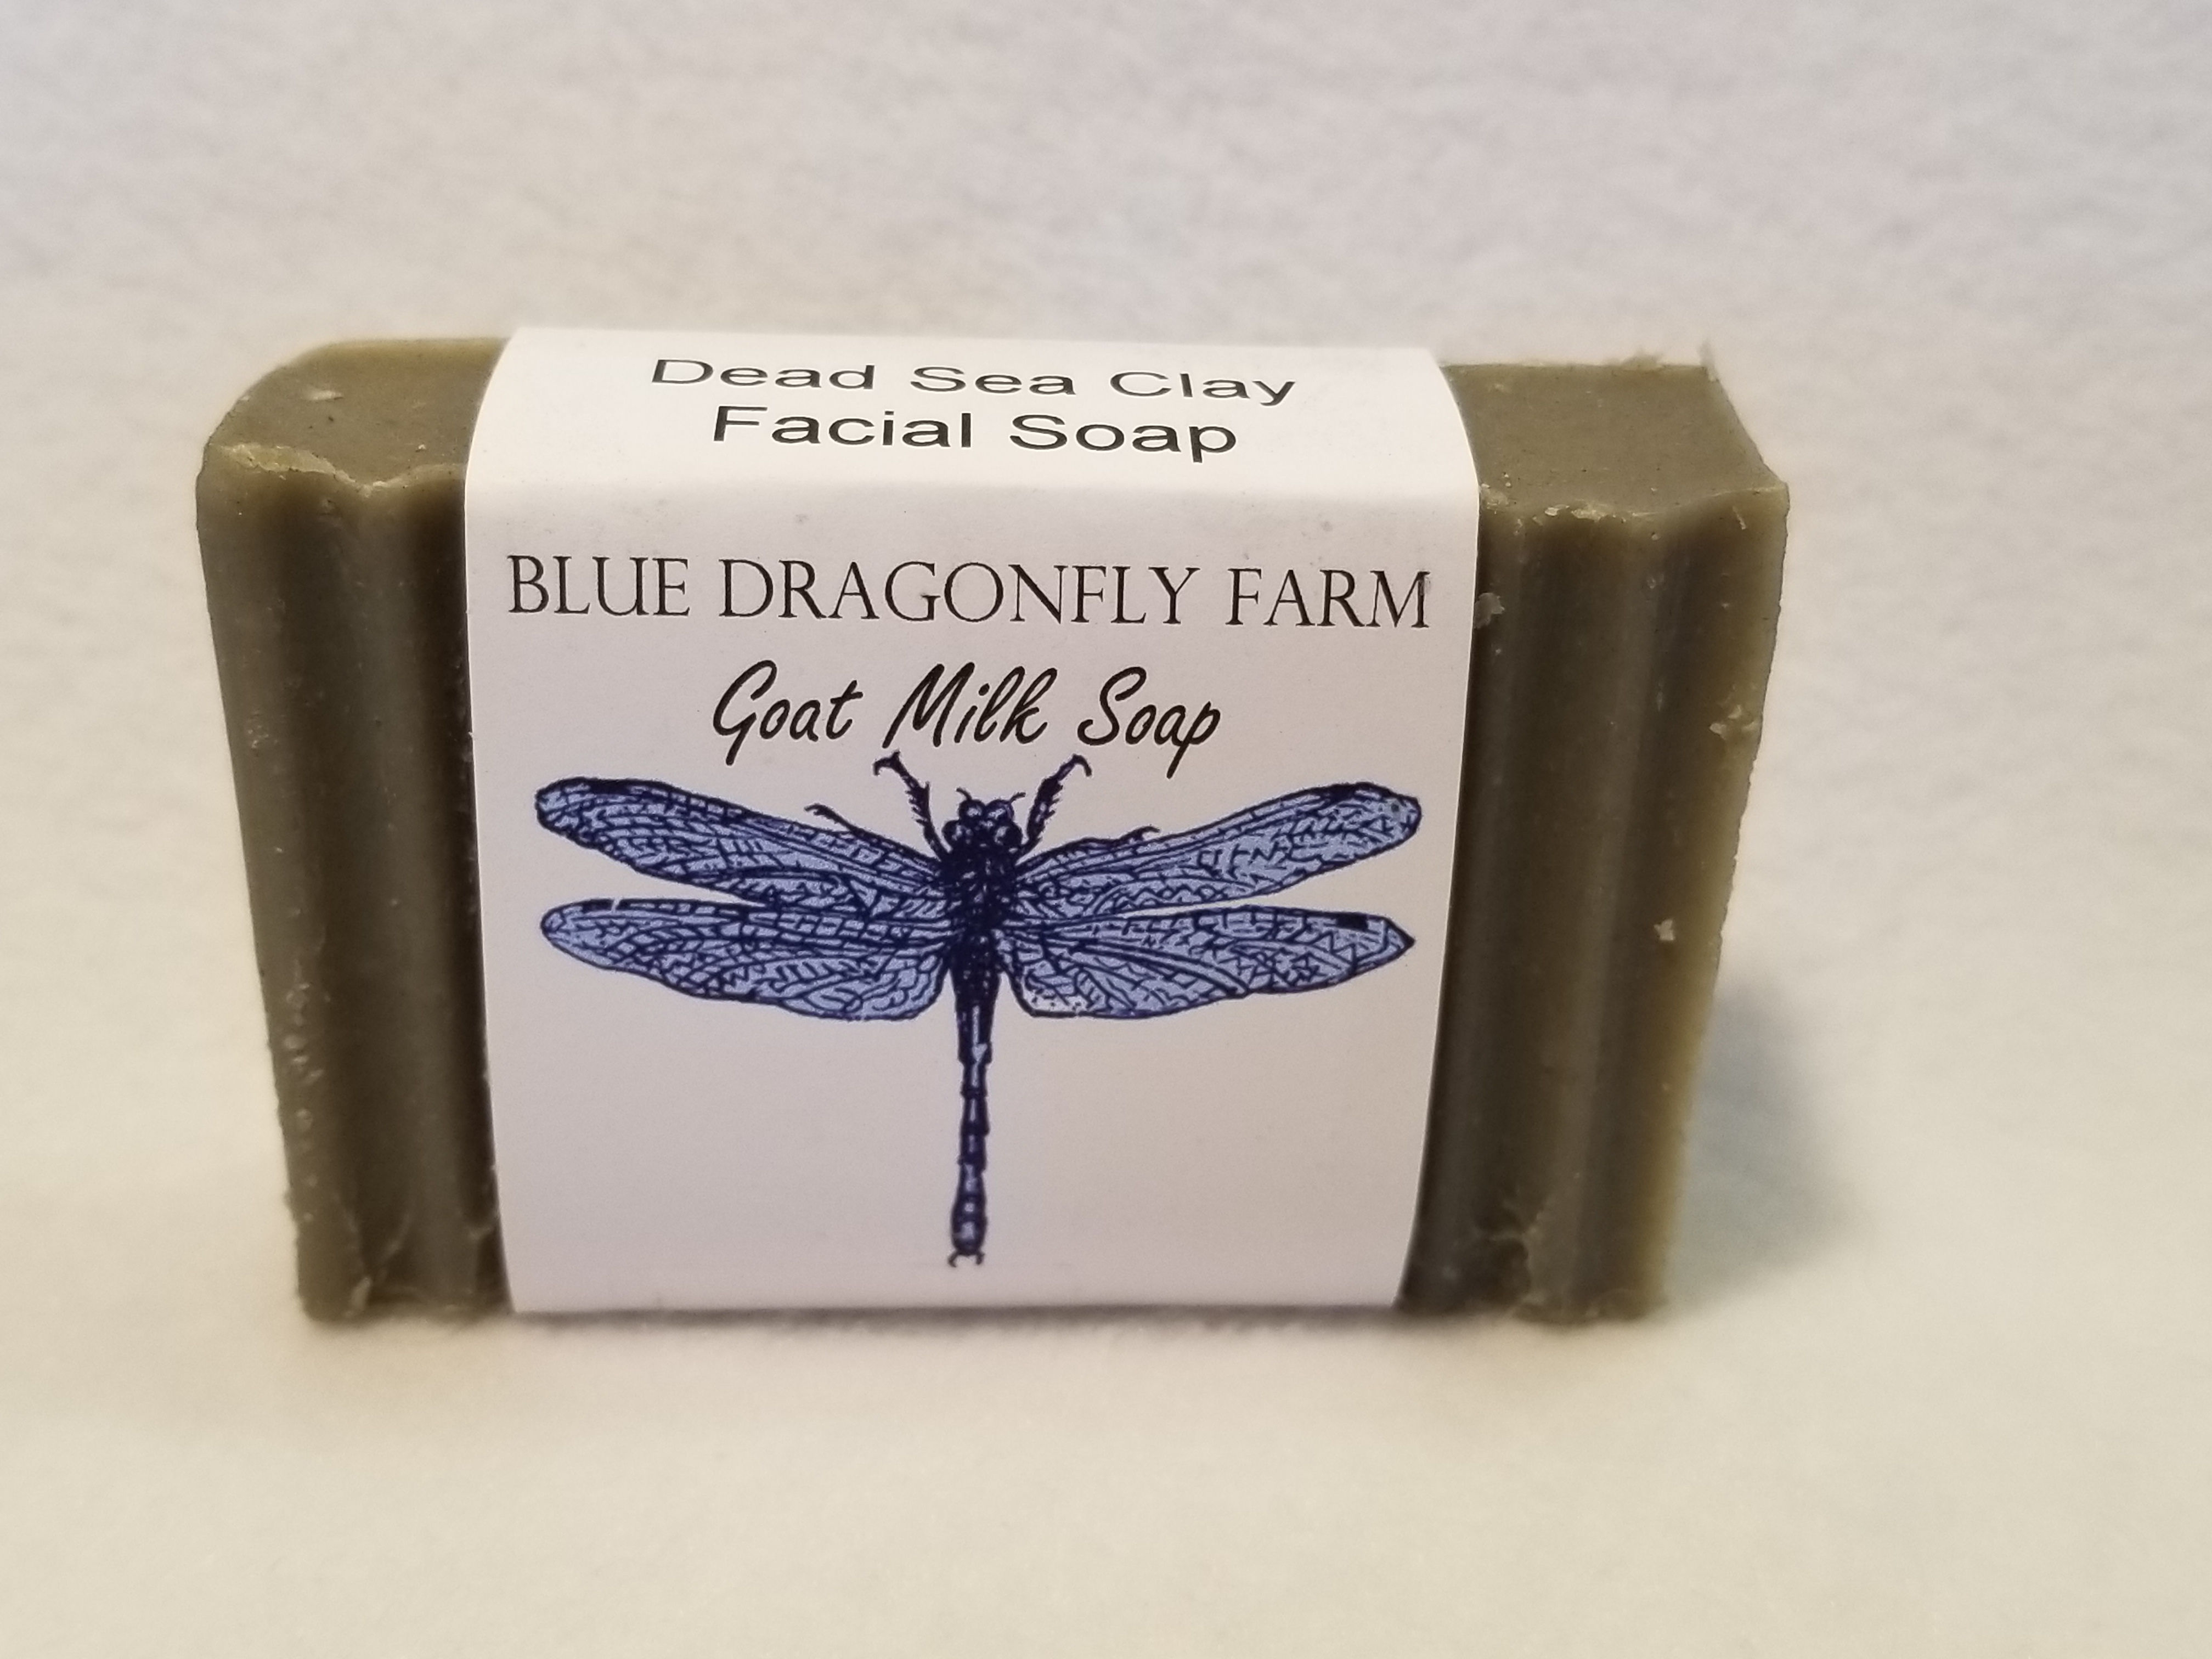 Dead Sea Clay
Facial Soap
BLUE DRAGONFLY FARM
Goat Milk Soap